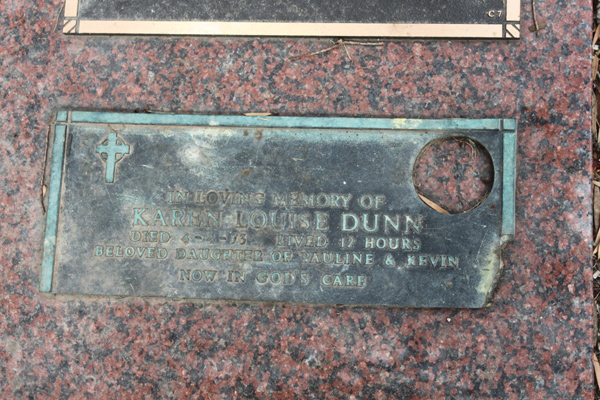 C7
IN LOVING MEMORY OF
KAREN LOUISE DUNN
DIED LIVED 17 HOURS
BELOVED DAUGHTER OF PAULINE & KEVIN
NOW IN GOD'S CARE